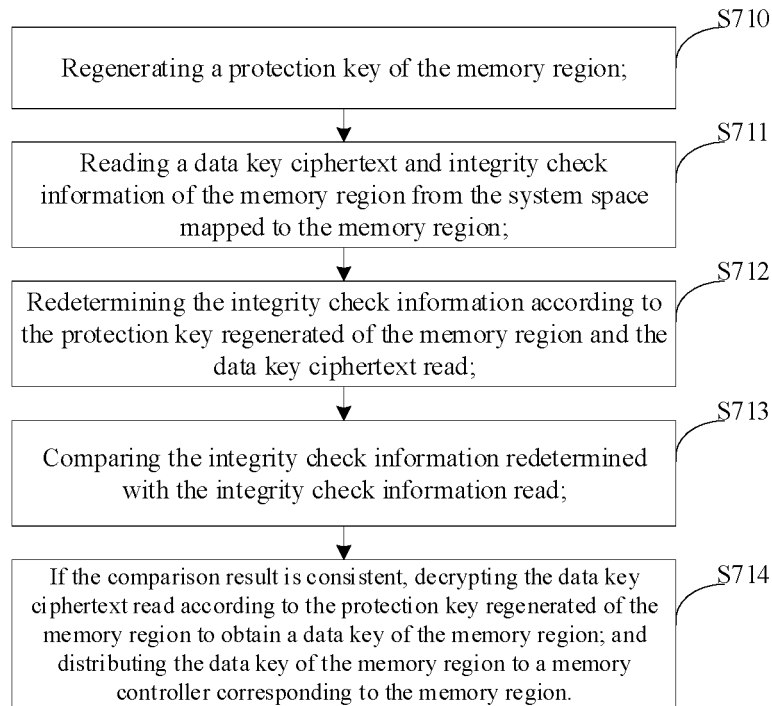 S710
Regenerating a protection key of the memory region;
S711
Reading a data key ciphertext and integrity check
information of the memory region from the system space
mapped to the memory region;
S712
Redetermining the integrity check information according to
the protection key regenerated of the memory region and the
data key ciphertext read;
S713
Comparing the integrity check information redetermined
with the integrity check information read;
S714
If the comparison result is consistent, decrypting the data key
ciphertext read according to the protection key regenerated of the
memory region to obtain a data key of the memory region; and
distributing the data key of the memory region to a memory
controller corresponding to the memory region.